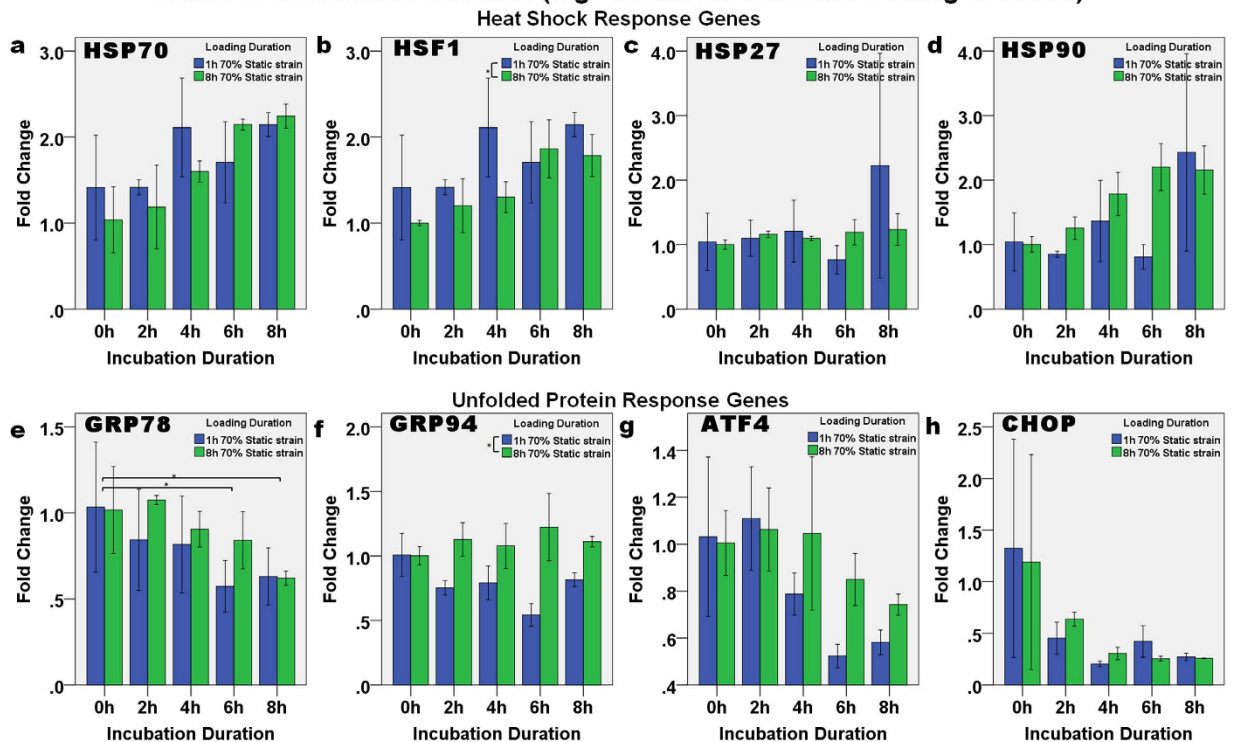 Heat Shock Response Genes
a HSP70
Loading Duration
1h 70% Static strain
8h 70% Static strain
Fold Change
3.0
2.0
1.0
.0
0h 2h 4h 6h 8h
Incubation Duration
b HSF1
Loading Duration
*
1h 70% Static strain
8h 70% Static strain
Fold Change
3.0
2.0
1.0
.0
0h 2h 4h 6h 8h
Incubation Duration
c HSP27
Loading Duration
1h 70% Static strain
8h 70% Static strain
Fold Change
4.0
3.0
2.0
1.0
.0
0h 2h 4h 6h 8h
Incubation Duration
d HSP90
Loading Duration
1h 70% Static strain
8h 70% Static strain
Fold Change
4.0
3.0
2.0
1.0
.0
0h 2h 4h 6h 8h
Incubation Duration
Unfolded Protein Response Genes
e GRP78
Loading Duration
1h 70% Static strain
8h 70% Static strain
*
*
Fold Change
1.5
1.0
.5
.0
0h 2h 4h 6h 8h
Incubation Duration
f GRP94
Loading Duration
*
1h 70% Static strain
8h 70% Static strain
Fold Change
2.0
1.5
1.0
.5
.0
0h 2h 4h 6h 8h
Incubation Duration
g ATF4
Loading Duration
1h 70% Static strain
8h 70% Static strain
Fold Change
1.4
1.2
1.0
.8
.6
.4
0h 2h 4h 6h 8h
Incubation Duration
h CHOP
Loading Duration
1h 70% Static strain
8h 70% Static strain
Fold Change
2.5
2.0
1.5
1.0
.5
.0
0h 2h 4h 6h 8h
Incubation Duration